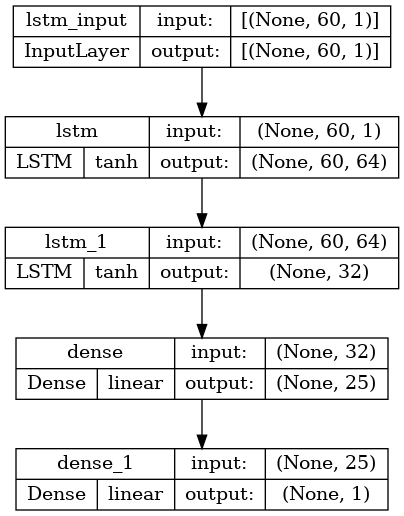 lstm_input input: [(None, 60, 1)]
InputLayer output: [(None, 60, 1)]
lstm input: (None, 60, 1)
LSTM tanh output: (None, 60, 64)
lstm_1 input: (None, 60, 64)
LSTM tanh output: (None, 32)
dense input: (None, 32)
Dense linear output: (None, 25)
dense_1 input: (None, 25)
Dense linear output: (None, 1)